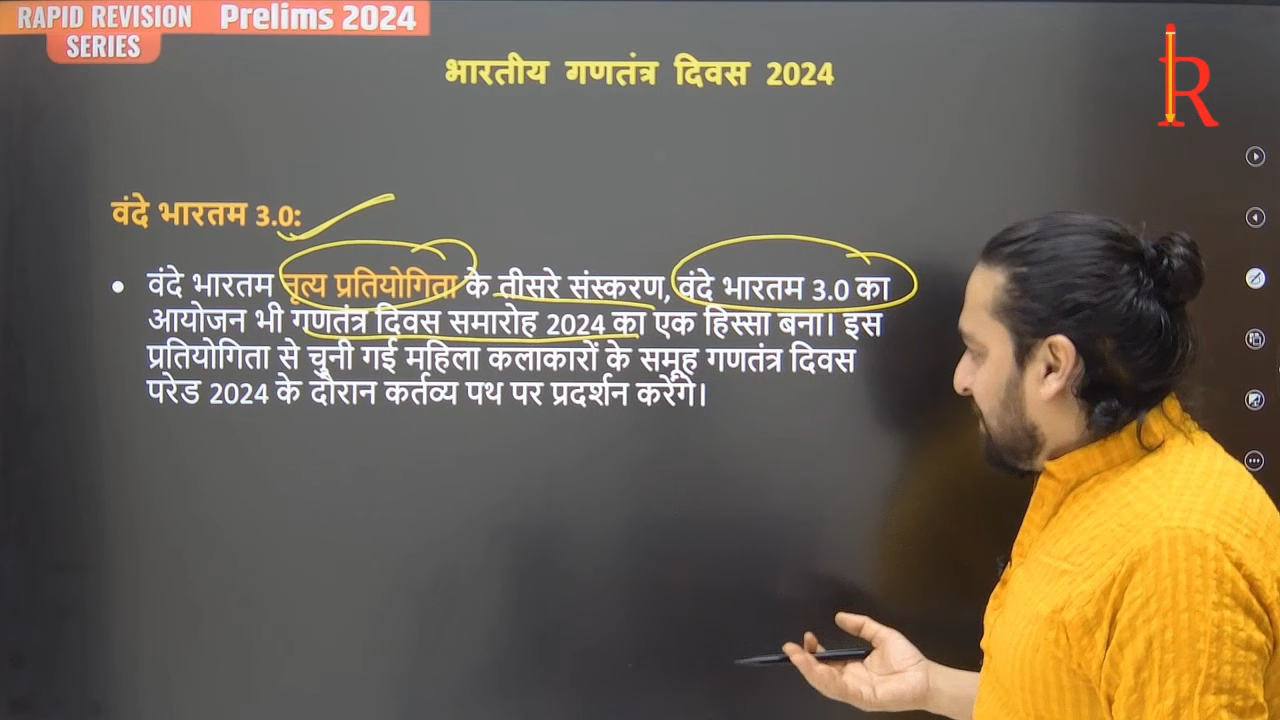 RAPID REVISION
SERIES
Prelims 2024
भारतीय गणतंत्र दिवस 2024
R
वंदे भारतम 3.0:
• वंदे भारतम नृत्य प्रतियोगिता के तीसरे संस्करण, वंदे भारतम 3.0 का
आयोजन भी गणतंत्र दिवस समारोह 2024 का एक हिस्सा बना। इस
प्रतियोगिता से चुनी गई महिला कलाकारों के समूह गणतंत्र दिवस
परेड 2024 के दौरान कर्तव्य पथ पर प्रदर्शन करेंगे।